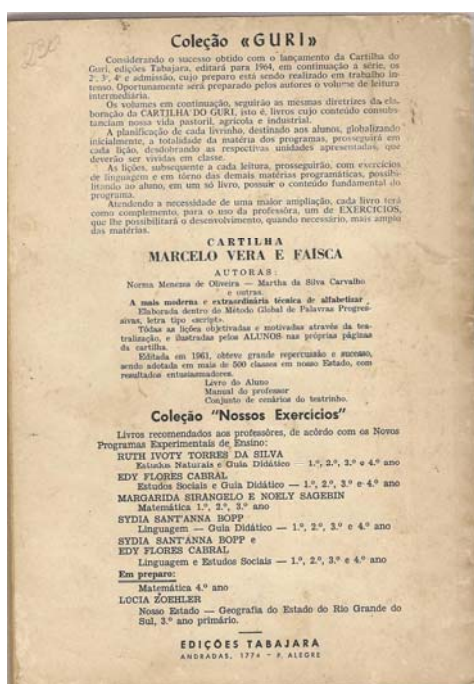 230
Coleção «GURI»
Considerando o sucesso obtido com o lançamento da Cartilha do
Guri, edições Tabajara, editará para 1964, em continuação à série, os
2º, 3º, 4º e admissão, cujo preparo está sendo realizado em trabalho in-
tenso. Oportunamente será preparado pelos autores o volume de leitura
intermediária.
Os volumes em continuação, seguirão as mesmas diretrizes da ela-
boração da CARTILHA DO GURI, isto é, livros cujo conteúdo consubs-
tanciam nossa vida pastoril, agrícola e industrial.
A planificação de cada livrinho, destinado aos alunos, globalizando
inicialmente, a totalidade da matéria dos programas, prosseguirá em
cada lição, desdobrando as respectivas unidades apresentadas, que
deverão ser vividas em classe.
As lições, subsequente a cada leitura, prosseguirão, com exercícios
de linguagem e em tôrno das demais matérias programáticas, possibi-
litando ao aluno, em um só livro, possuir o conteúdo fundamental do
programa.
Atendendo a necessidade de uma maior ampliação, cada livro terá
como complemento, para o uso da professôra, um de EXERCICIOS,
que lhe possibilitará o desenvolvimento, quando necessário, mais amplo
das matérias.
CARTILHA
MARCELO VERA E FAÍSCA
AUTORAS:
Norma Menezes de Oliveira — Martha da Silva Carvalho
e outras.
A mais moderna e extraordinária técnica de alfabetizar
Elaborada dentro do Método Global de Palavras Progres-
sivas, letra tipo «script».
Tôdas as lições objetivadas e motivadas através da tea-
tralização, e ilustradas pelos ALUNOS nas próprias páginas
da cartilha.
Editada em 1961, obteve grande repercussão e sucesso,
sendo adotada em mais de 500 classes em nosso Estado, com
resultados entusiasmadores.
Livro do Aluno
Manual do professor
Conjunto de cenários do teatrinho.
Coleção "Nossos Exercícios"
Livros recomendados aos professôres, de acôrdo com os Novos
Programas Experimentais de Ensino:
RUTH IVOTY TORRES DA SILVA
Estudos Naturais e Guia Didático — 1.º, 2.º, 3.º e 4.º ano
EDY FLORES CABRAL
Estudos Sociais e Guia Didático — 1.º, 2.º, 3.º e 4.º ano
MARGARIDA SIRANGELO E NOELY SAGEBIN
Matemática 1.º, 2.º, 3.º ano
SYDIA SANT'ANNA BOPP
Linguagem — Guia Didático — 1.º, 2.º, 3.º e 4.º ano
SYDIA SANT'ANNA BOPP e
EDY FLORES CABRAL
Linguagem e Estudos Sociais — 1.º, 2.º, 3.º e 4.º ano
Em preparo:
Matemática 4.º ano
LUCIA ZOEHLER
Nosso Estado — Geografia do Estado do Rio Grande do
Sul, 3.º ano primário.
EDIÇÕES TABAJARA
ANDRADAS, 1774 – P. ALEGRE